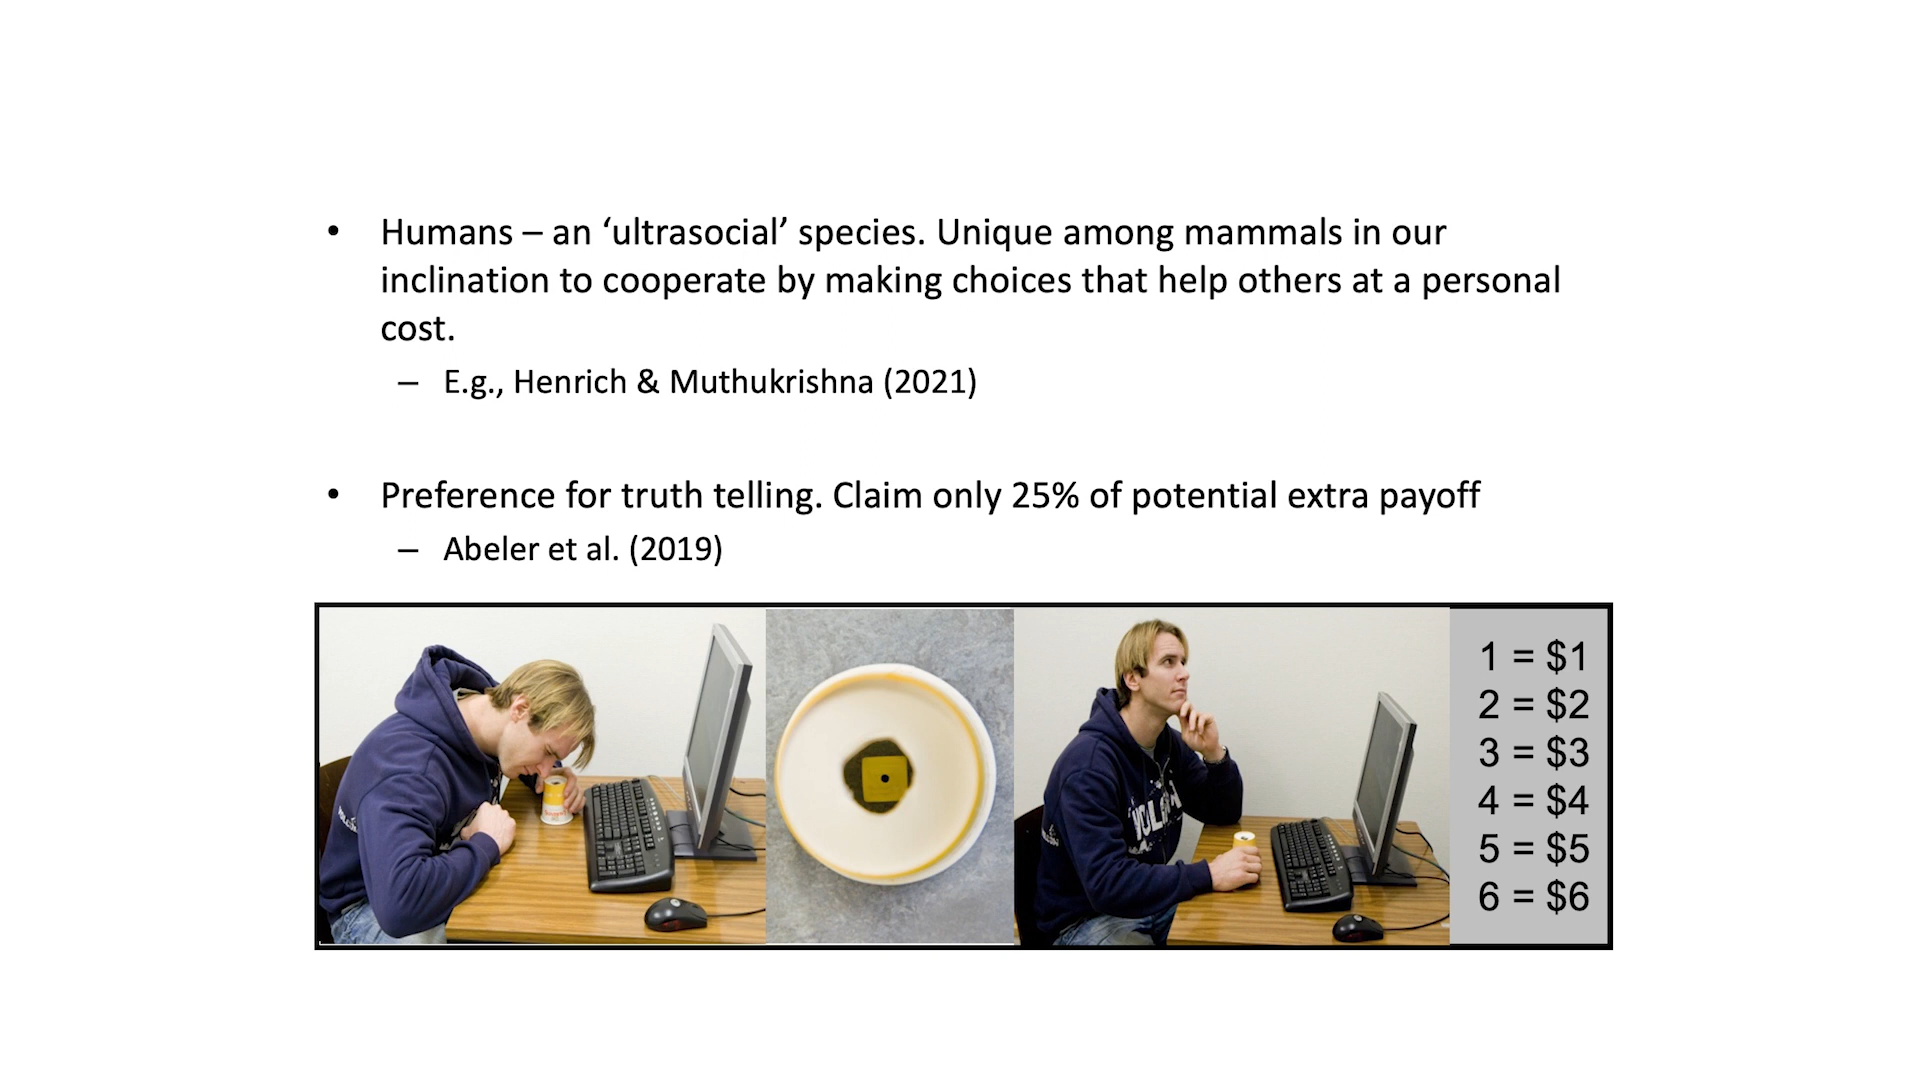 • Humans – an ‘ultrasocial’ species. Unique among mammals in our
inclination to cooperate by making choices that help others at a personal
cost.
– E.g., Henrich & Muthukrishna (2021)
• Preference for truth telling. Claim only 25% of potential extra payoff
– Abeler et al. (2019)
1 = $1
2 = $2
3 = $3
4 = $4
5 = $5
6 = $6